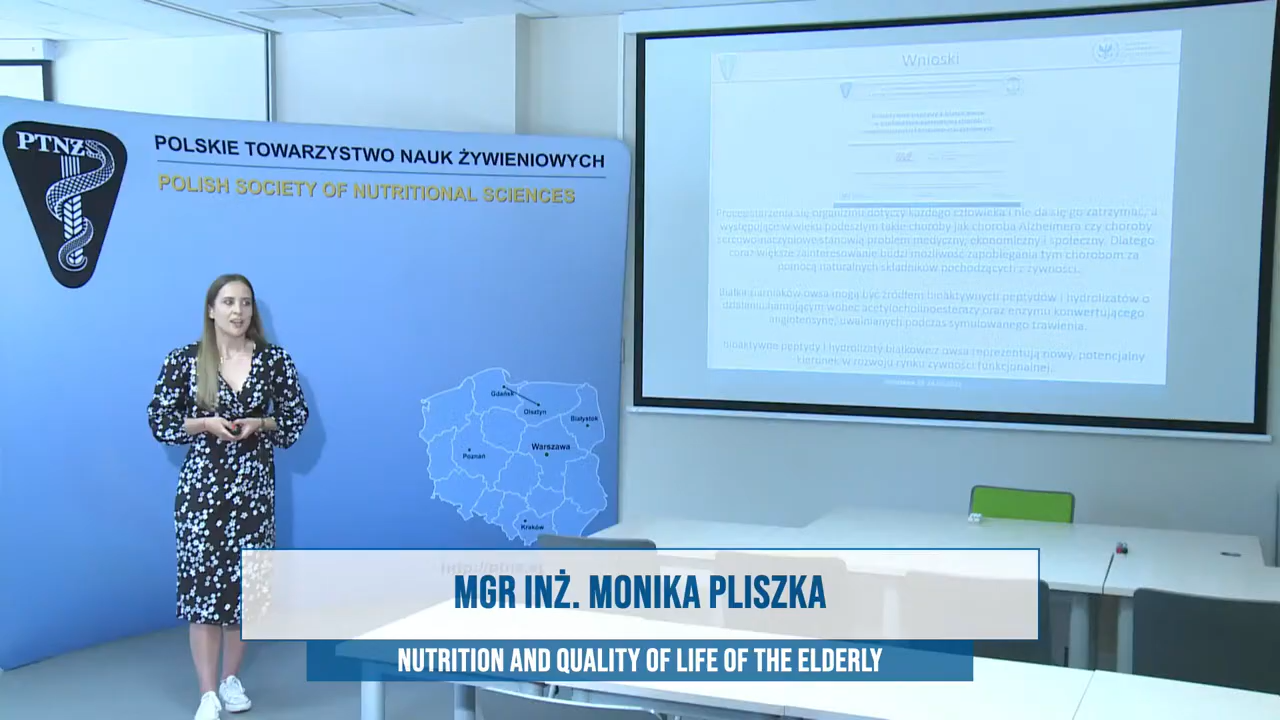 PTNŻ
POLSKIE TOWARZYSTWO NAUK ŻYWIENIOWYCH
POLISH SOCIETY OF NUTRITIONAL SCIENCES
Gdańsk
Olsztyn
Białystok
Warszawa
Poznań
Kraków
Wnioski
Proces starzenia się organizmu dotyczy każdego człowieka i nie da się go zatrzymać, a
występujące w wieku podeszłym takie choroby jak choroba Alzheimera czy choroby
sercowo-naczyniowe stanowią problem medyczny, ekonomiczny i społeczny. Dlatego
coraz większe zainteresowanie budzi możliwość zapobiegania tym chorobom za
pomocą naturalnych składników pochodzących z żywności.
Białka ziarniaków owsa mogą być źródłem bioaktywnych peptydów i hydrolizatów o
działaniu hamującym wobec acetylocholinoesterazy oraz enzymu konwertującego
angiotensynę, uwalnianych podczas symulowanego trawienia.
Bioaktywne peptydy i hydrolizaty białkowe z owsa reprezentują nowy, potencjalny
kierunek w rozwoju rynku żywności funkcjonalnej.
MGR INŻ. MONIKA PLISZKA
NUTRITION AND QUALITY OF LIFE OF THE ELDERLY